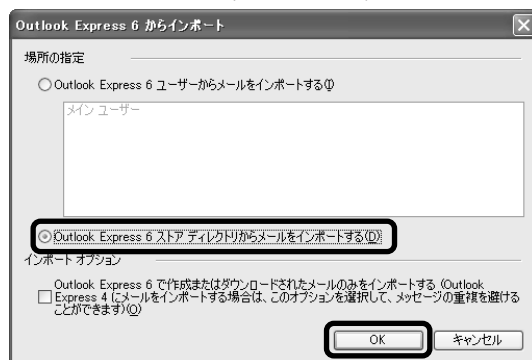 Outlook Express 6 からインポート
場所の指定
Outlook Express 6 ユーザーからメールをインポートする(I)
メイン ユーザー
Outlook Express 6 ストア ディレクトリからメールをインポートする(D)
インポート オプション
Outlook Express 6 で作成またはダウンロードされたメールのみをインポートする (Outlook
Express 4 にメールをインポートする場合は、このオプションを選択して、メッセージの重複を避ける
ことができます)(O)
OK
キャンセル